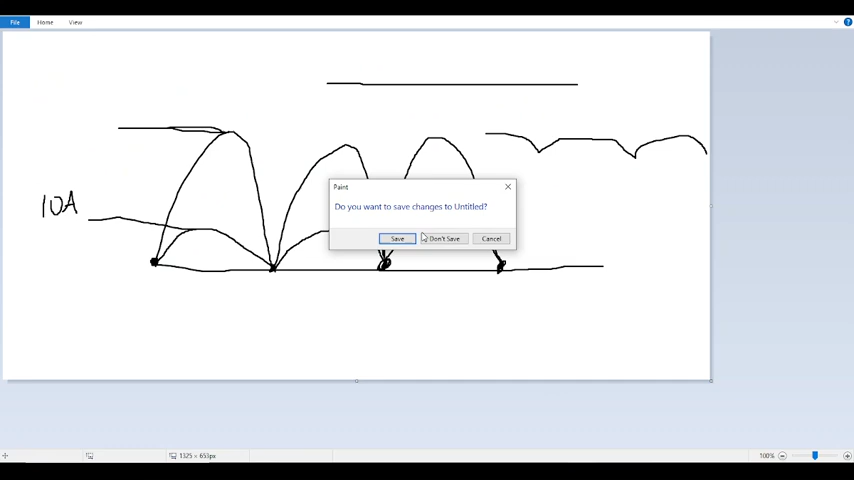 File Home View
10A
Paint
Do you want to save changes to Untitled?
Save Don't Save Cancel
1325 × 653px 100%